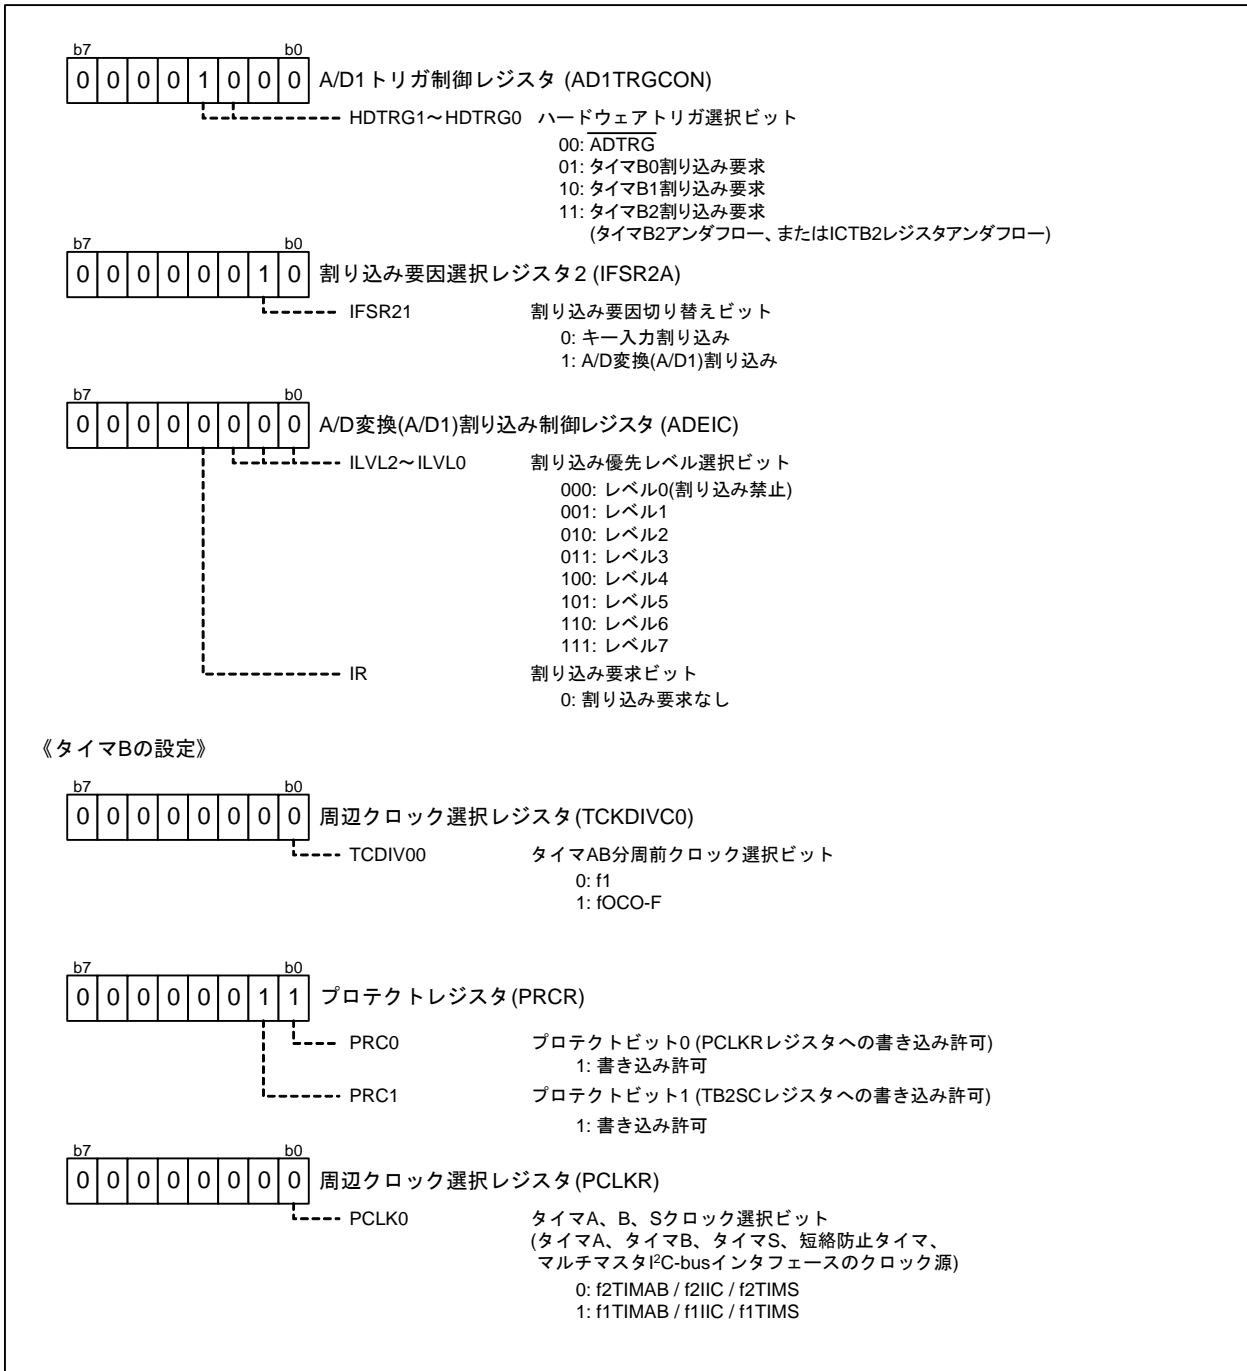 b7 b0
0 0 0 0 1 0 0 0 A/D1トリガ制御レジスタ (AD1TRGCON)
HDTRG1～HDTRG0 ハードウェアトリガ選択ビット
00: ADTRG
01: タイマB0割り込み要求
10: タイマB1割り込み要求
11: タイマB2割り込み要求
(タイマB2アンダフロー、またはICTB2レジスタアンダフロー)
b7 b0
0 0 0 0 0 0 1 0 割り込み要因選択レジスタ2 (IFSR2A)
IFSR21 割り込み要因切り替えビット
0: キー入力割り込み
1: A/D変換(A/D1)割り込み
b7 b0
0 0 0 0 0 0 0 0 A/D変換(A/D1)割り込み制御レジスタ (ADEIC)
ILVL2～ILVL0 割り込み優先レベル選択ビット
000: レベル0(割り込み禁止)
001: レベル1
010: レベル2
011: レベル3
100: レベル4
101: レベル5
110: レベル6
111: レベル7
IR 割り込み要求ビット
0: 割り込み要求なし
《タイマBの設定》
b7 b0
0 0 0 0 0 0 0 0 周辺クロック選択レジスタ(TCKDIVC0)
TCDIV00 タイマAB分周前クロック選択ビット
0: f1
1: fOCO-F
b7 b0
0 0 0 0 0 0 1 1 プロテクトレジスタ(PRCR)
PRC0 プロテクトビット0 (PCLKRレジスタへの書き込み許可)
1: 書き込み許可
PRC1 プロテクトビット1 (TB2SCレジスタへの書き込み許可)
1: 書き込み許可
b7 b0
0 0 0 0 0 0 0 0 周辺クロック選択レジスタ(PCLKR)
PCLK0 タイマA、B、Sクロック選択ビット
(タイマA、タイマB、タイマS、短絡防止タイマ、
マルチマスタI²C-busインタフェースのクロック源)
0: f2TIMAB / f2IIC / f2TIMS
1: f1TIMAB / f1IIC / f1TIMS